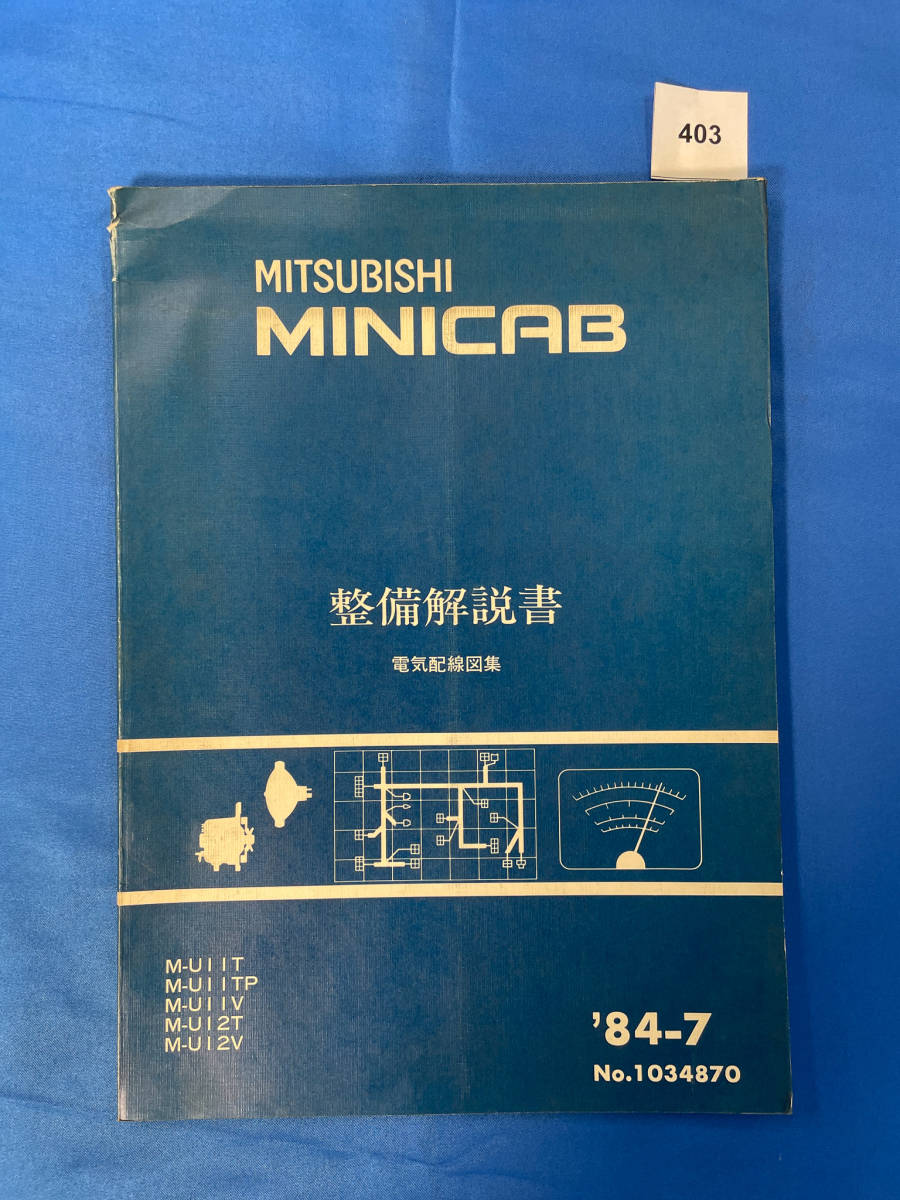 403
MITSUBISHI
MINICAB
整備解説書
電気配線図集
M-U11T
M-U11TP
M-U11V
M-U12T
M-U12V
'84-7
No.1034870